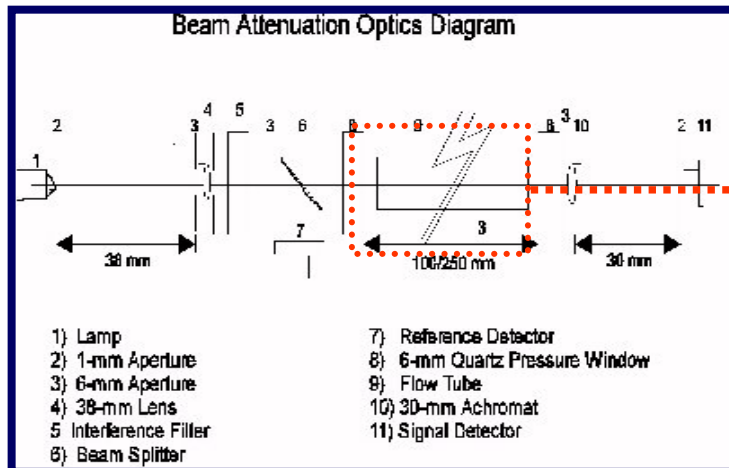 Beam Attenuation Optics Diagram
4 5 3
2 3 3 6 8 9 8 10 2 11
1
7 3
38 mm 100/250 mm 30 mm
1) Lamp
2) 1-mm Aperture
3) 6-mm Aperture
4) 38-mm Lens
5 Interference Filler
6) Beam Splitter
7) Reference Detector
8) 6-mm Quartz Pressure Window
9) Flow Tube
10) 30-mm Achromat
11) Signal Detector